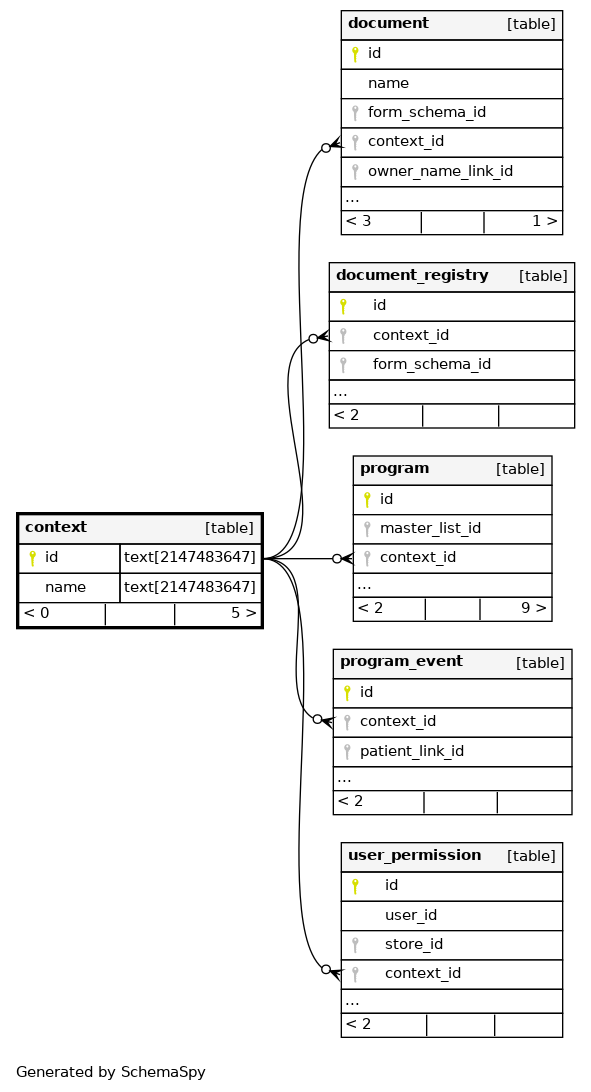 document [table]
id
name
form_schema_id
context_id
owner_name_link_id
...
< 3 1 >
document_registry [table]
id
context_id
form_schema_id
...
< 2
program [table]
id
master_list_id
context_id
...
< 2 9 >
context [table]
id text[2147483647]
name text[2147483647]
< 0 5 >
program_event [table]
id
context_id
patient_link_id
...
< 2
user_permission [table]
id
user_id
store_id
context_id
...
< 2
Generated by SchemaSpy